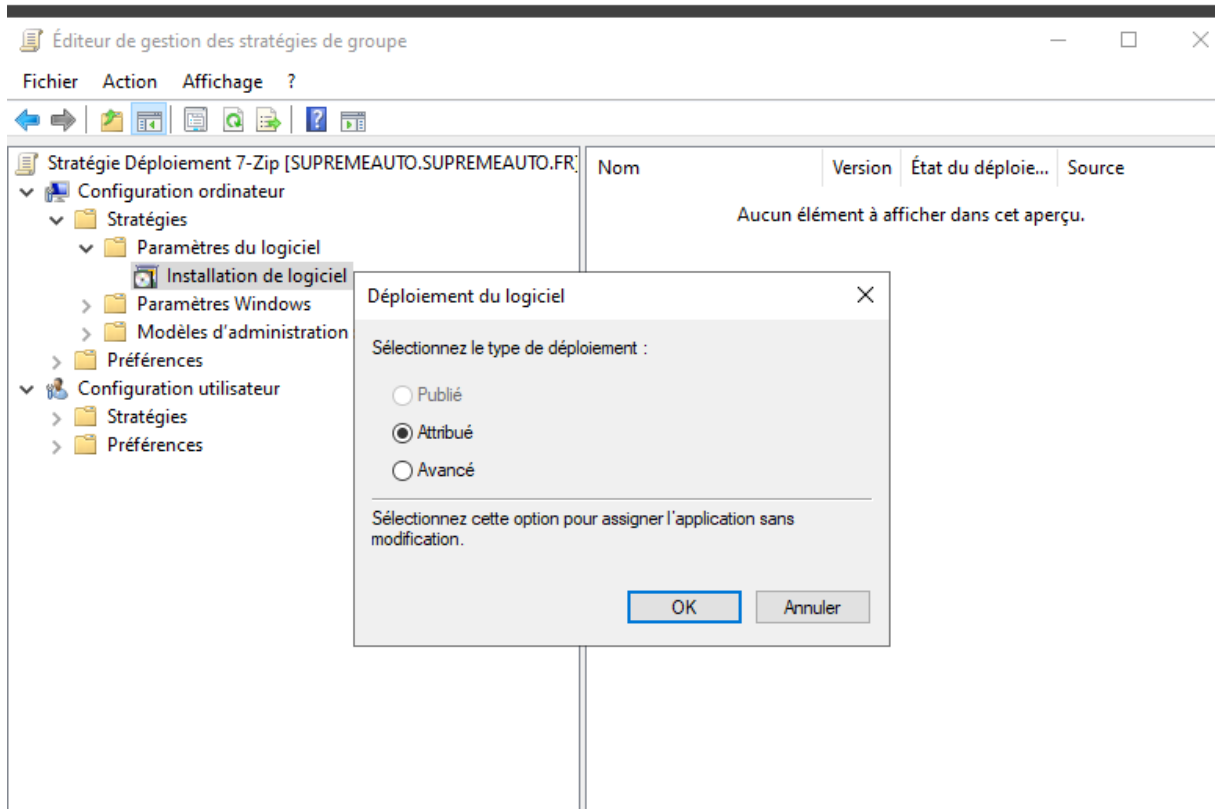 Éditeur de gestion des stratégies de groupe
Fichier Action Affichage ?
Stratégie Déploiement 7-Zip [SUPREMEAUTO.SUPREMEAUTO.FR]
Configuration ordinateur
Stratégies
Paramètres du logiciel
Installation de logiciel
Paramètres Windows
Modèles d'administration
Préférences
Configuration utilisateur
Stratégies
Préférences
Nom Version État du déploie... Source
Aucun élément à afficher dans cet aperçu.
Déploiement du logiciel
Sélectionnez le type de déploiement :
Publié
Attribué
Avancé
Sélectionnez cette option pour assigner l'application sans
modification.
OK Annuler